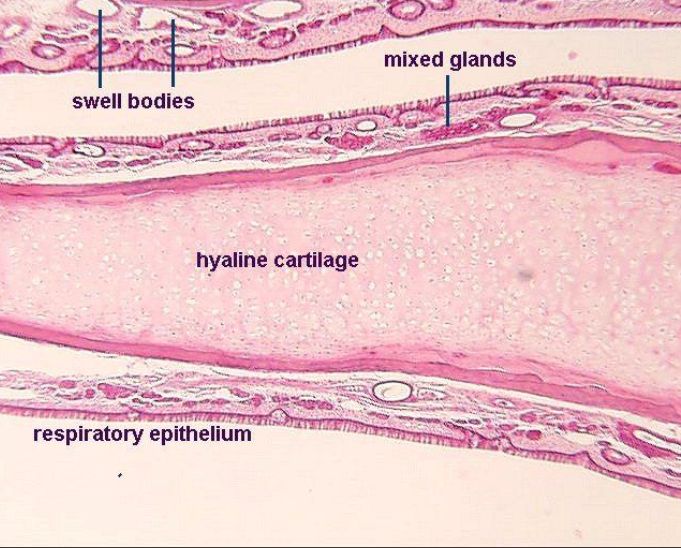 mixed glands
swell bodies
hyaline cartilage
respiratory epithelium